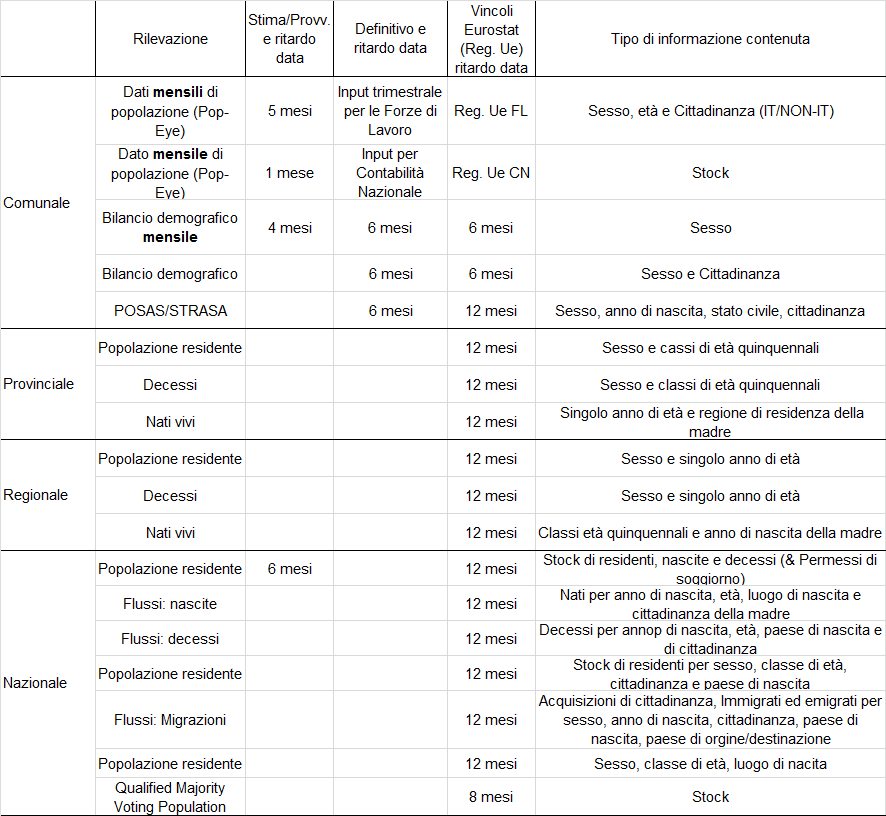 Rilevazione
Stima/Provv.
e ritardo
data
Definitivo e
ritardo data
Vincoli
Eurostat
(Reg. Ue)
ritardo data
Tipo di informazione contenuta
Comunale
Dati mensili di
popolazione (Pop-
Eye)
5 mesi
Input trimestrale
per le Forze di
Lavoro
Reg. Ue FL
Sesso, età e Cittadinanza (IT/NON-IT)
Dato mensile di
popolazione (Pop-
Eye)
1 mese
Input per
Contabilità
Nazionale
Reg. Ue CN
Stock
Bilancio demografico
mensile
4 mesi
6 mesi
6 mesi
Sesso
Bilancio demografico
6 mesi
6 mesi
Sesso e Cittadinanza
POSAS/STRASA
6 mesi
12 mesi
Sesso, anno di nascita, stato civile, cittadinanza
Provinciale
Popolazione residente
12 mesi
Sesso e cassi di età quinquennali
Decessi
12 mesi
Sesso e classi di età quinquennali
Nati vivi
12 mesi
Singolo anno di età e regione di residenza della
madre
Regionale
Popolazione residente
12 mesi
Sesso e singolo anno di età
Decessi
12 mesi
Sesso e singolo anno di età
Nati vivi
12 mesi
Classi età quinquennali e anno di nascita della madre
Nazionale
Popolazione residente
6 mesi
12 mesi
Stock di residenti, nascite e decessi (& Permessi di
soggiorno)
Flussi: nascite
12 mesi
Nati per anno di nascita, età, luogo di nascita e
cittadinanza della madre
Flussi: decessi
12 mesi
Decessi per annop di nascita, età, paese di nascita e
di cittadinanza
Popolazione residente
12 mesi
Stock di residenti per sesso, classe di età,
cittadinanza e paese di nascita
Flussi: Migrazioni
12 mesi
Acquisizioni di cittadinanza, Immigrati ed emigrati per
sesso, anno di nascita, cittadinanza, paese di
nascita, paese di orgine/destinazione
Popolazione residente
12 mesi
Sesso, classe di età, luogo di nacita
Qualified Majority
Voting Population
8 mesi
Stock